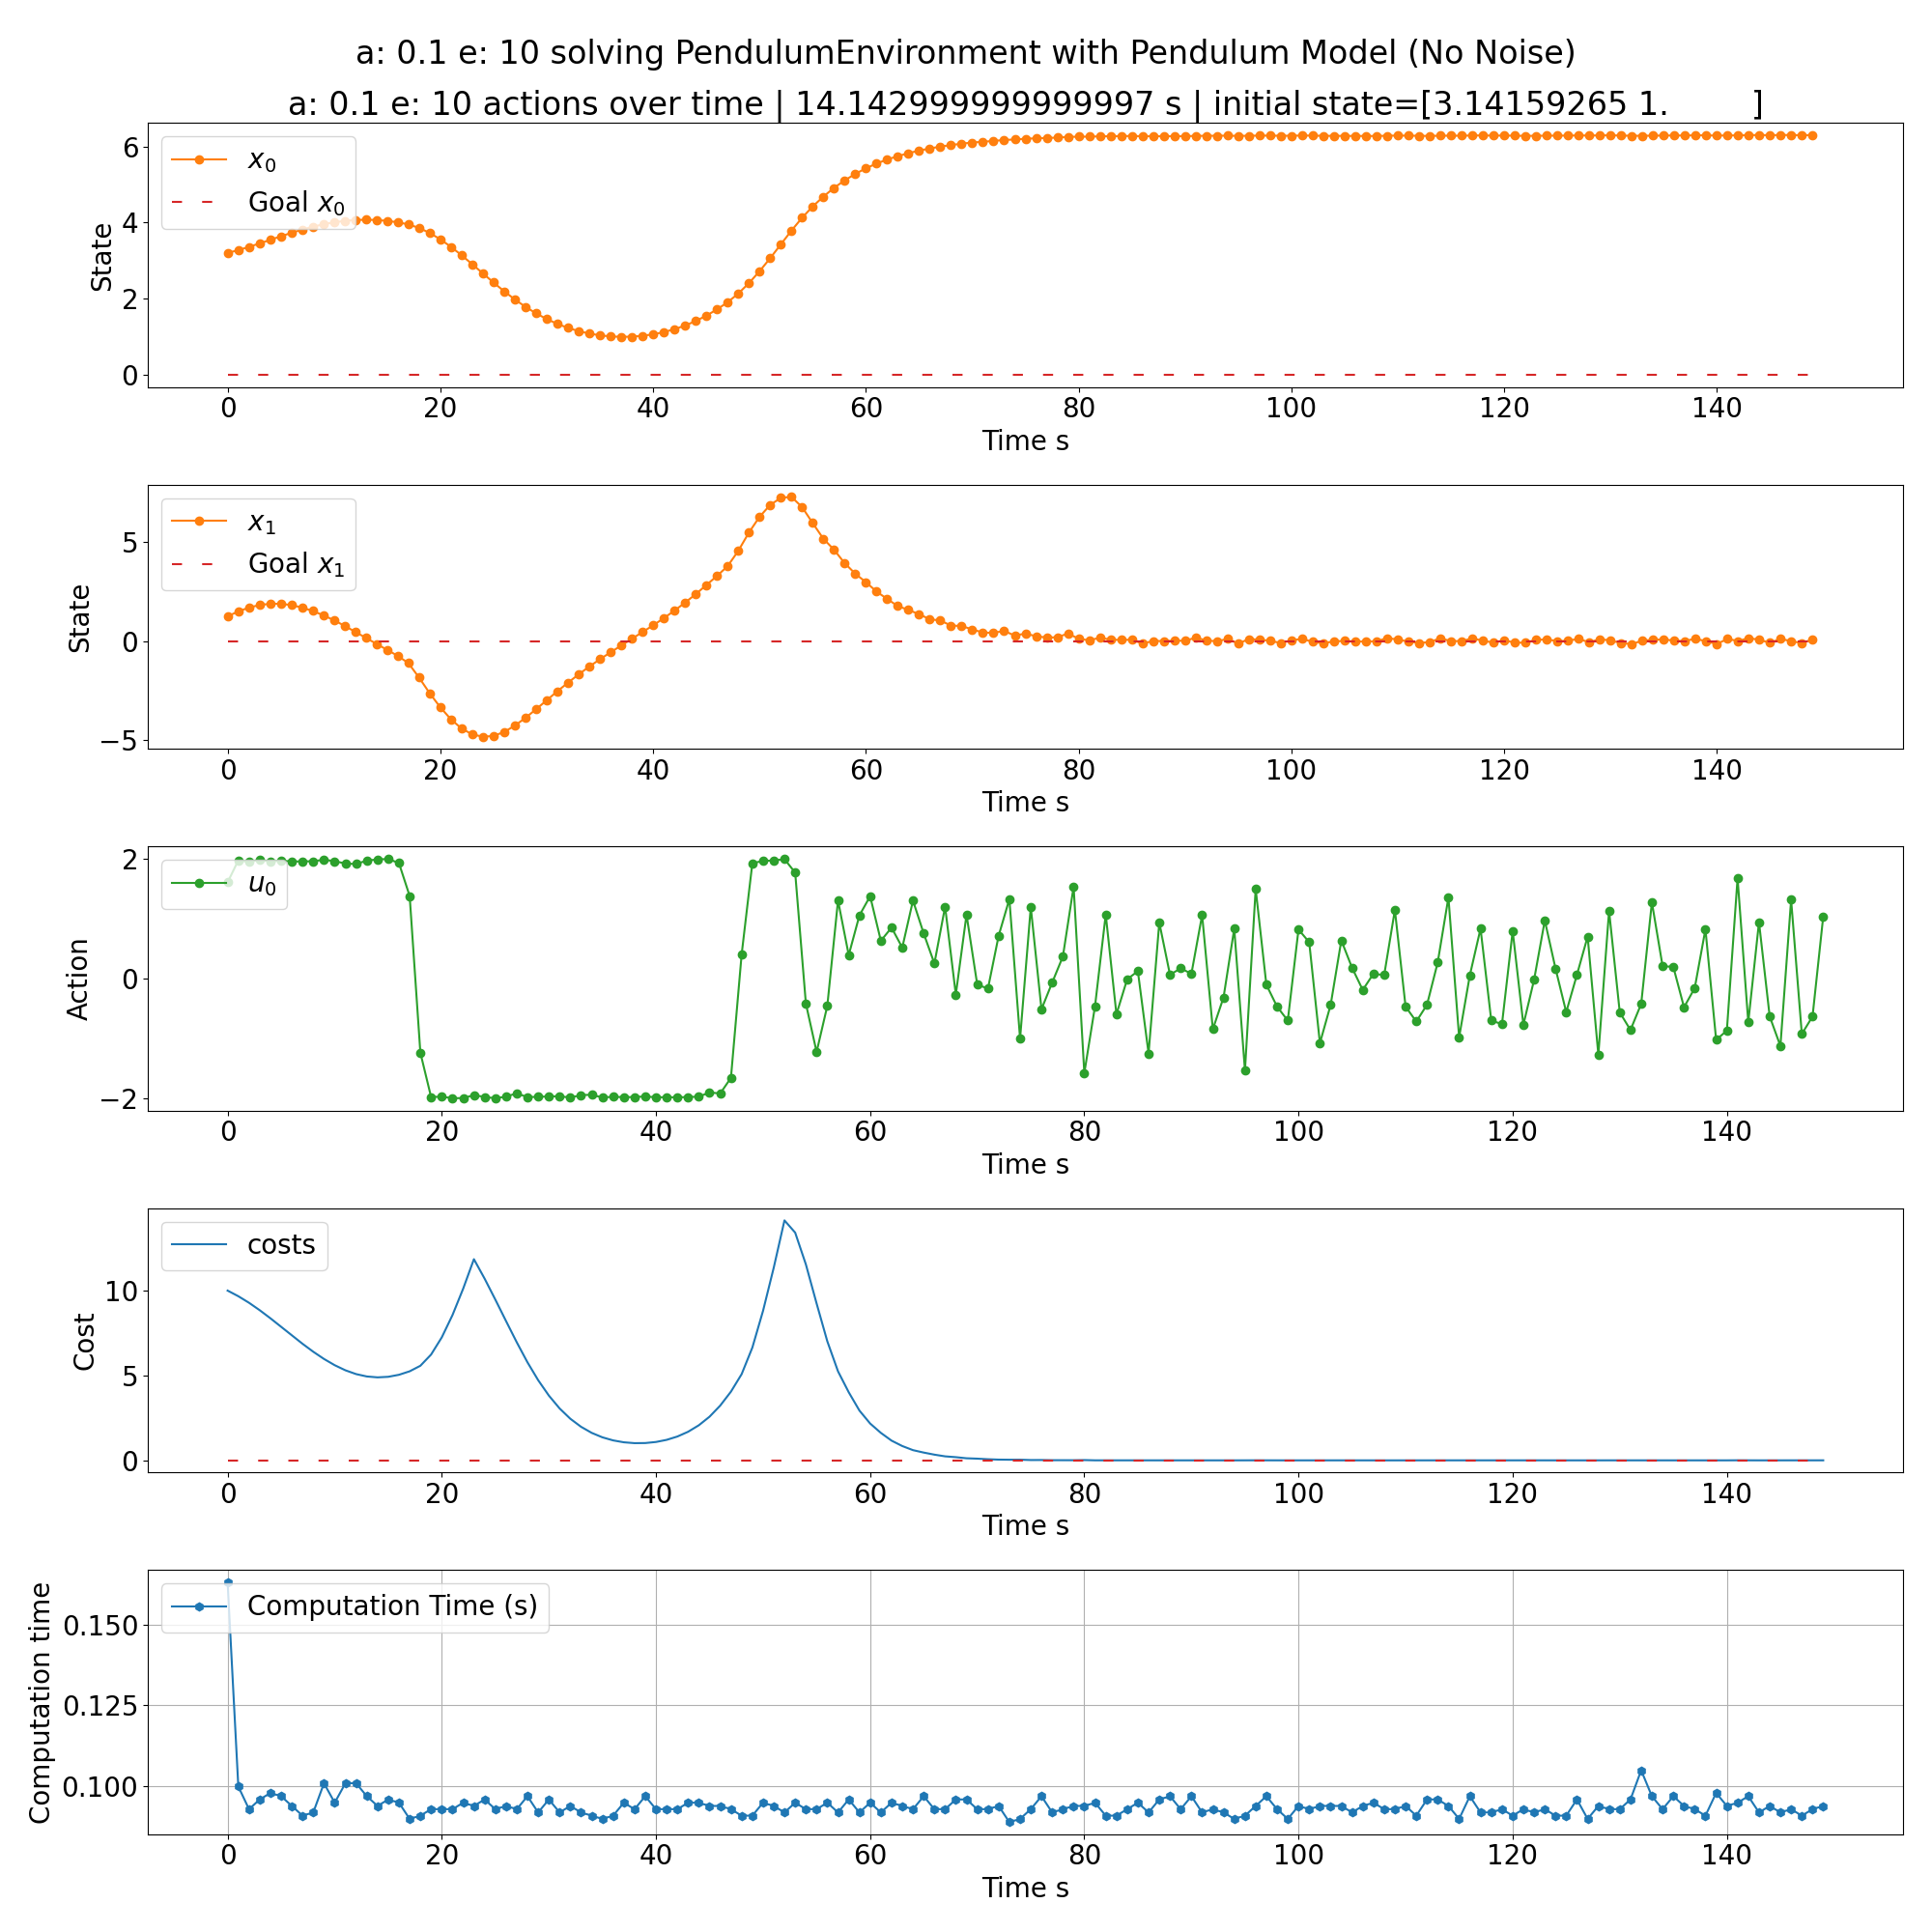 a: 0.1 e: 10 solving PendulumEnvironment with Pendulum Model (No Noise)
a: 0.1 e: 10 actions over time | 14.142999999999997 s | initial state=[3.14159265 1.        ]
x₀
Goal x₀
State
6
4
2
0
0 20 40 60 80 100 120 140
Time s
x₁
Goal x₁
State
5
0
−5
0 20 40 60 80 100 120 140
Time s
u₀
Action
2
0
−2
0 20 40 60 80 100 120 140
Time s
costs
Cost
10
5
0
0 20 40 60 80 100 120 140
Time s
Computation Time (s)
Computation time
0.150
0.125
0.100
0 20 40 60 80 100 120 140
Time s